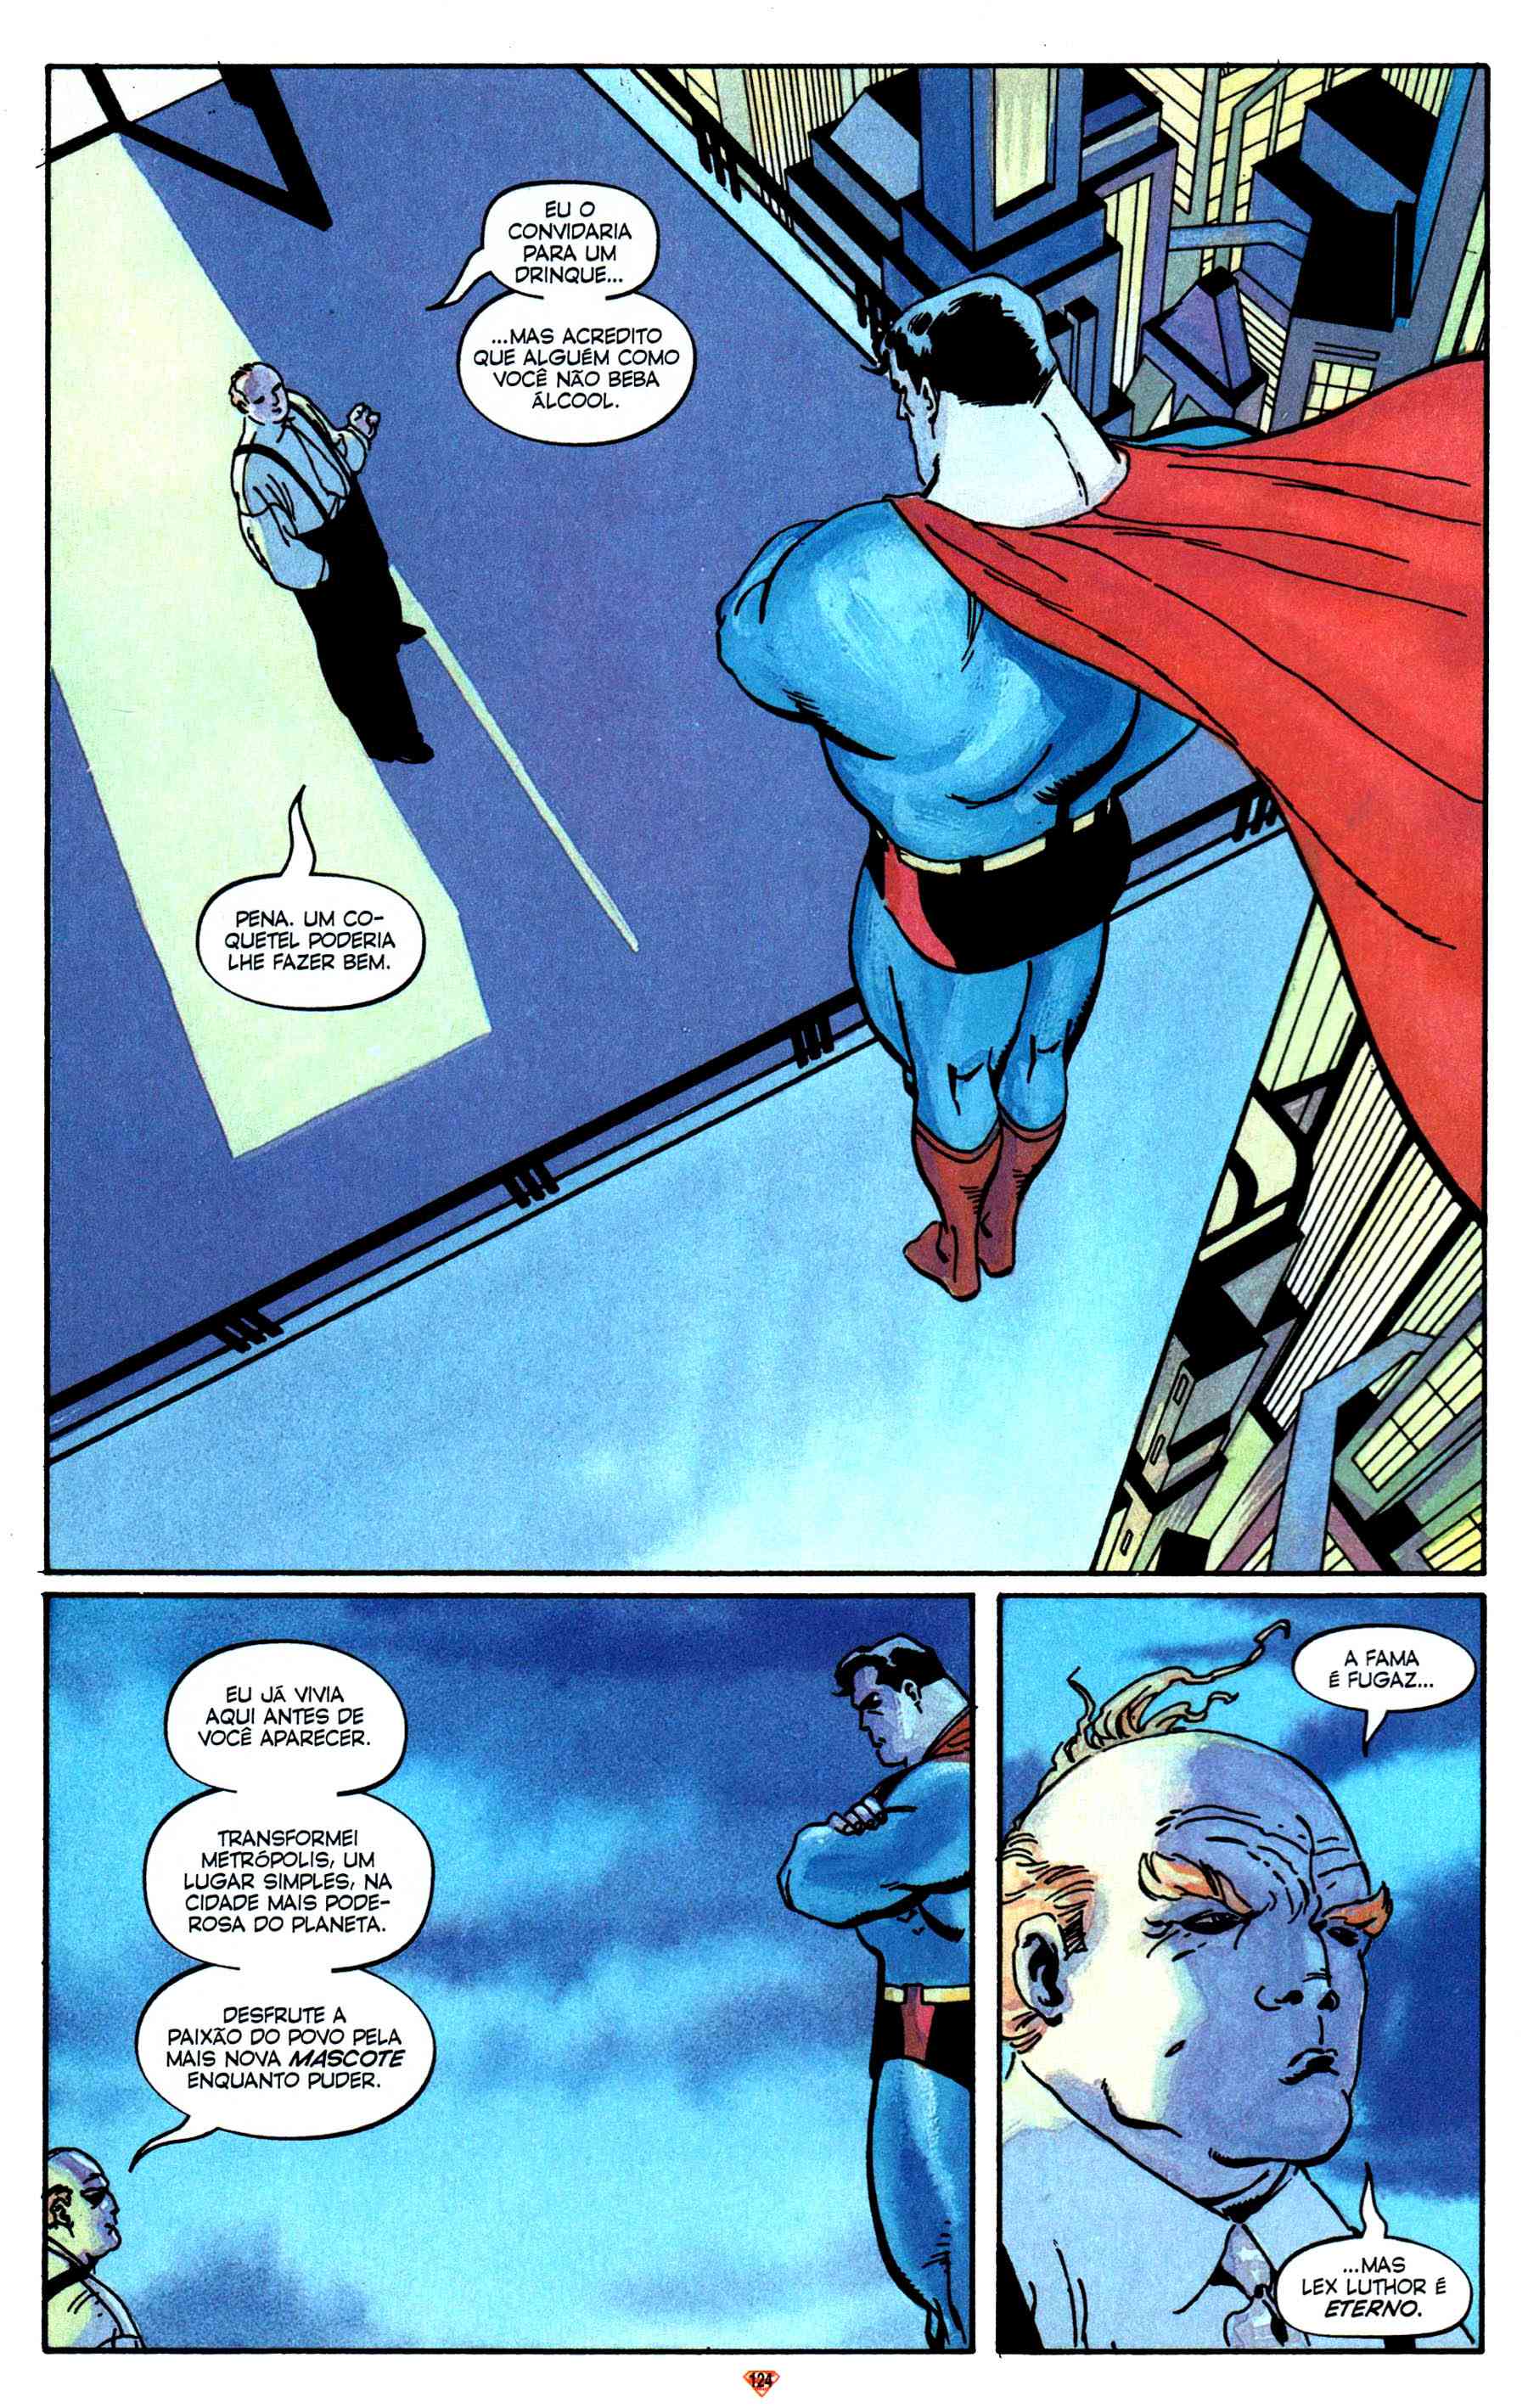 EU O
CONVIDARIA
PARA UM
DRINQUE...
...MAS ACREDITO
QUE ALGUÉM COMO
VOCÊ NÃO BEBA
ÁLCOOL.
PENA. UM CO-
QUETEL PODERIA
LHE FAZER BEM.
EU JÁ VIVIA
AQUI ANTES DE
VOCÊ APARECER.
TRANSFORMEI
METRÓPOLIS, UM
LUGAR SIMPLES, NA
CIDADE MAIS PODE-
ROSA DO PLANETA.
DESFRUTE A
PAIXÃO DO POVO PELA
MAIS NOVA MASCOTE
ENQUANTO PUDER.
A FAMA
É FUGAZ...
...MAS
LEX LUTHOR É
ETERNO.
124